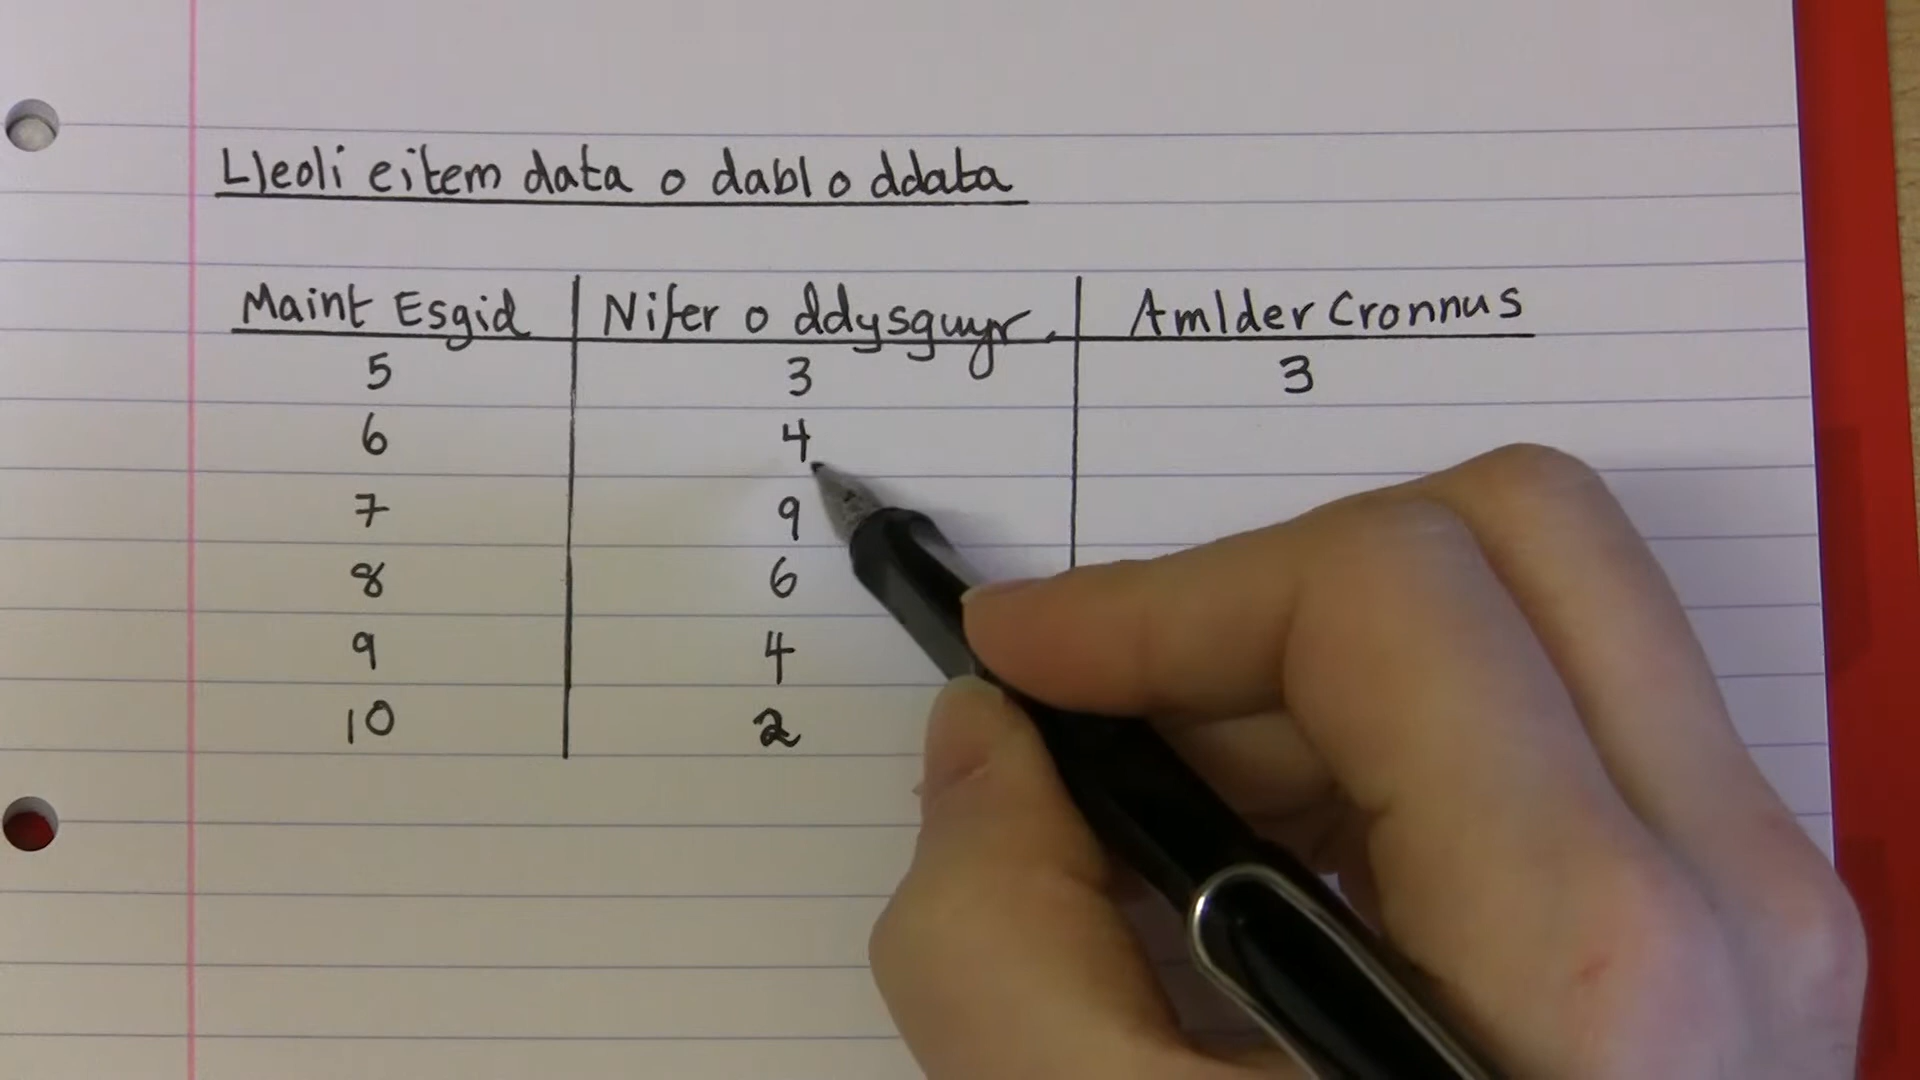 Lleoli eitem data o dabl o ddata
Maint Esgid Nifer o ddysgwyr. Amlder Cronnus
5 3 3
6 4
7 9
8 6
9 4
10 2